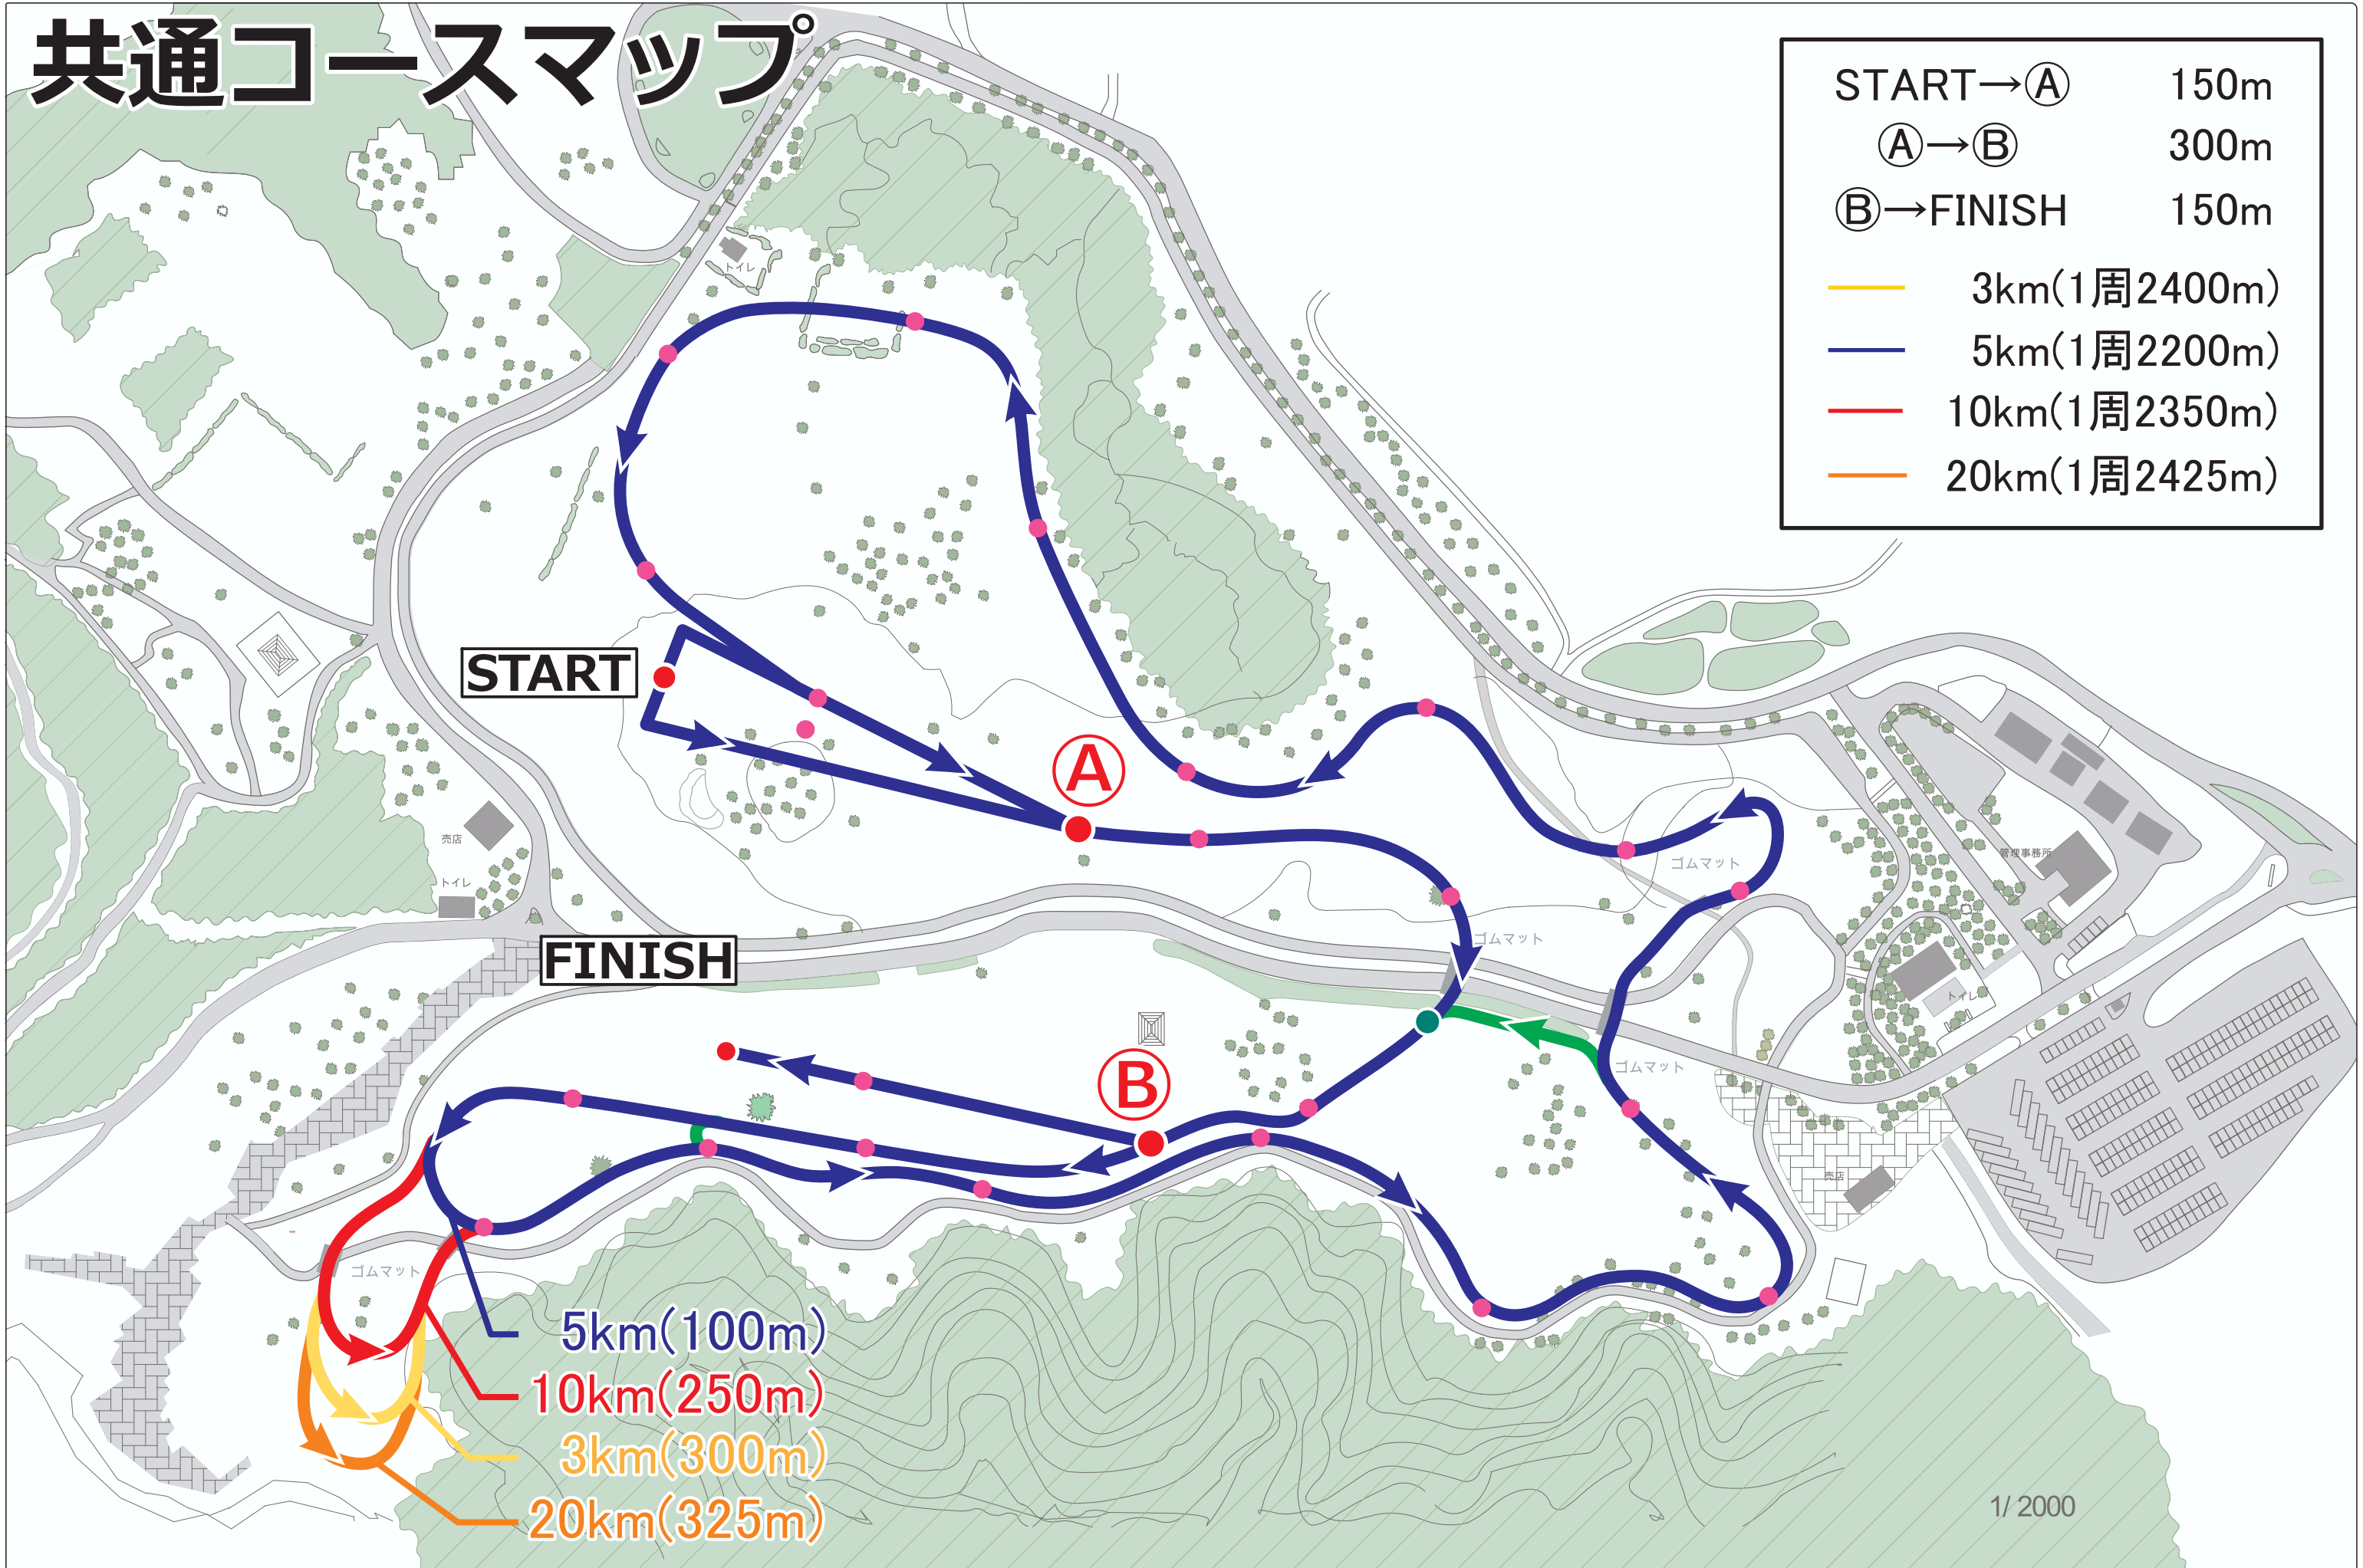 共通コースマップ
START→Ⓐ 150m
Ⓐ→Ⓑ 300m
Ⓑ→FINISH 150m
3km(1周2400m)
5km(1周2200m)
10km(1周2350m)
20km(1周2425m)
トイレ
START
A
売店
トイレ
ゴムマット
管理事務所
ゴムマット
FINISH
トイレ
B
ゴムマット
売店
ゴムマット
5km(100m)
10km(250m)
3km(300m)
20km(325m)
1/2000